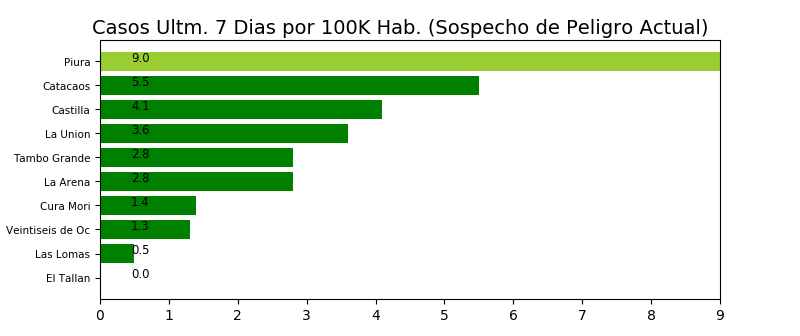 Casos Ultm. 7 Dias por 100K Hab. (Sospecho de Peligro Actual)
Piura 9.0
Catacaos 5.5
Castilla 4.1
La Union 3.6
Tambo Grande 2.8
La Arena 2.8
Cura Mori 1.4
Veintiseis de Oc 1.3
Las Lomas 0.5
El Tallan 0.0
0 1 2 3 4 5 6 7 8 9